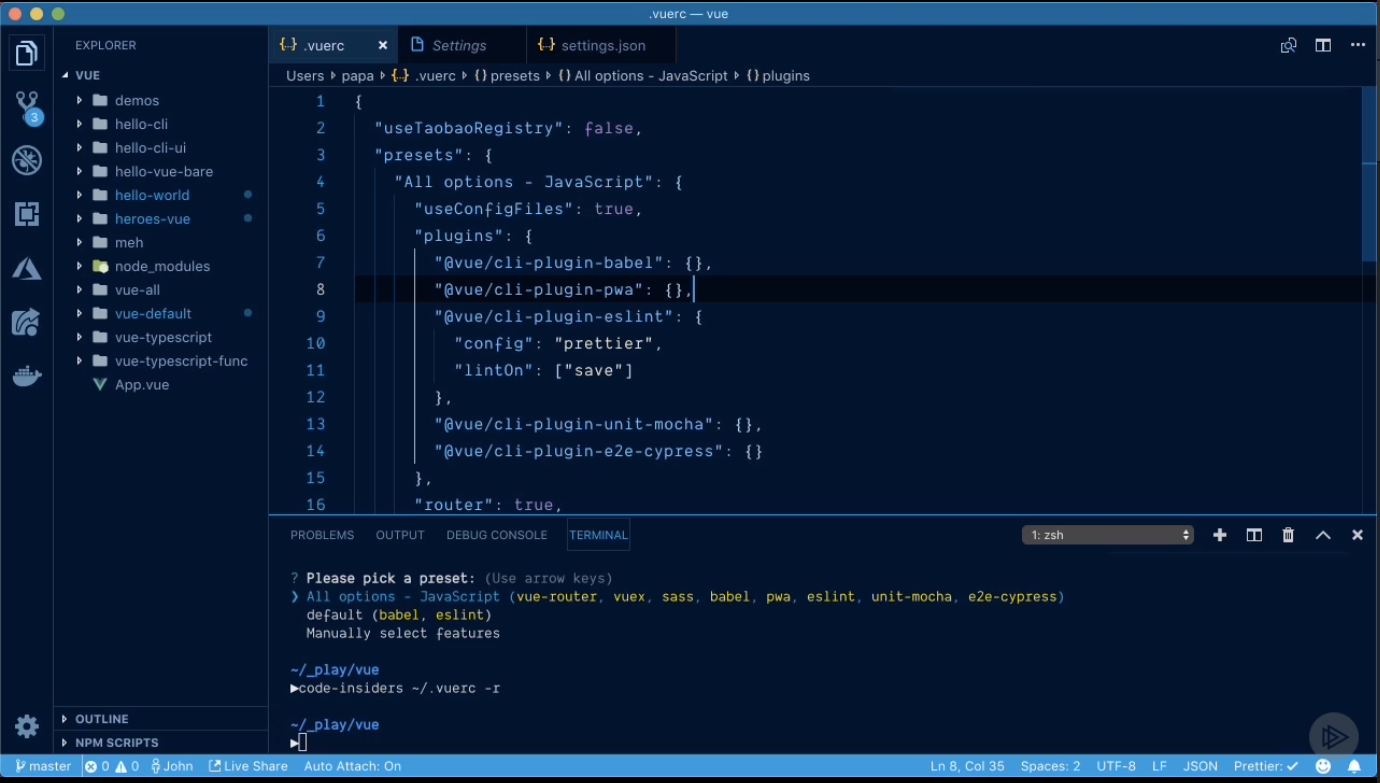 .vuerc — vue
EXPLORER
{..} .vuerc × Settings {..} settings.json
Users ▸ papa ▸ {..} .vuerc ▸ {} presets ▸ {} All options - JavaScript ▸ {} plugins
VUE
demos
hello-cli
hello-cli-ui
hello-vue-bare
hello-world
heroes-vue
meh
node_modules
vue-all
vue-default
vue-typescript
vue-typescript-func
App.vue
OUTLINE
NPM SCRIPTS
3
1 {
2 "useTaobaoRegistry": false,
3 "presets": {
4 "All options - JavaScript": {
5 "useConfigFiles": true,
6 "plugins": {
7 "@vue/cli-plugin-babel": {},
8 "@vue/cli-plugin-pwa": {},
9 "@vue/cli-plugin-eslint": {
10 "config": "prettier",
11 "lintOn": ["save"]
12 },
13 "@vue/cli-plugin-unit-mocha": {},
14 "@vue/cli-plugin-e2e-cypress": {}
15 },
16 "router": true,
PROBLEMS OUTPUT DEBUG CONSOLE TERMINAL 1: zsh
? Please pick a preset: (Use arrow keys)
❯ All options - JavaScript (vue-router, vuex, sass, babel, pwa, eslint, unit-mocha, e2e-cypress)
default (babel, eslint)
Manually select features
~/_play/vue
▶code-insiders ~/.vuerc -r
~/_play/vue
▶
master 0 0 John Live Share Auto Attach: On Ln 8, Col 35 Spaces: 2 UTF-8 LF JSON Prettier: ✓